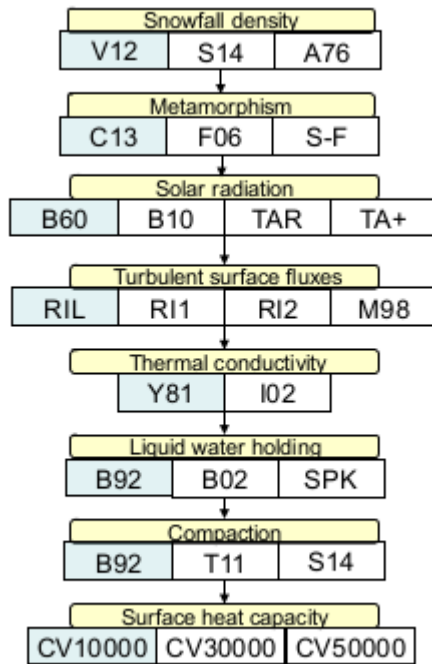 Snowfall density
V12 S14 A76
Metamorphism
C13 F06 S-F
Solar radiation
B60 B10 TAR TA+
Turbulent surface fluxes
RIL RI1 RI2 M98
Thermal conductivity
Y81 I02
Liquid water holding
B92 B02 SPK
Compaction
B92 T11 S14
Surface heat capacity
CV10000 CV30000 CV50000